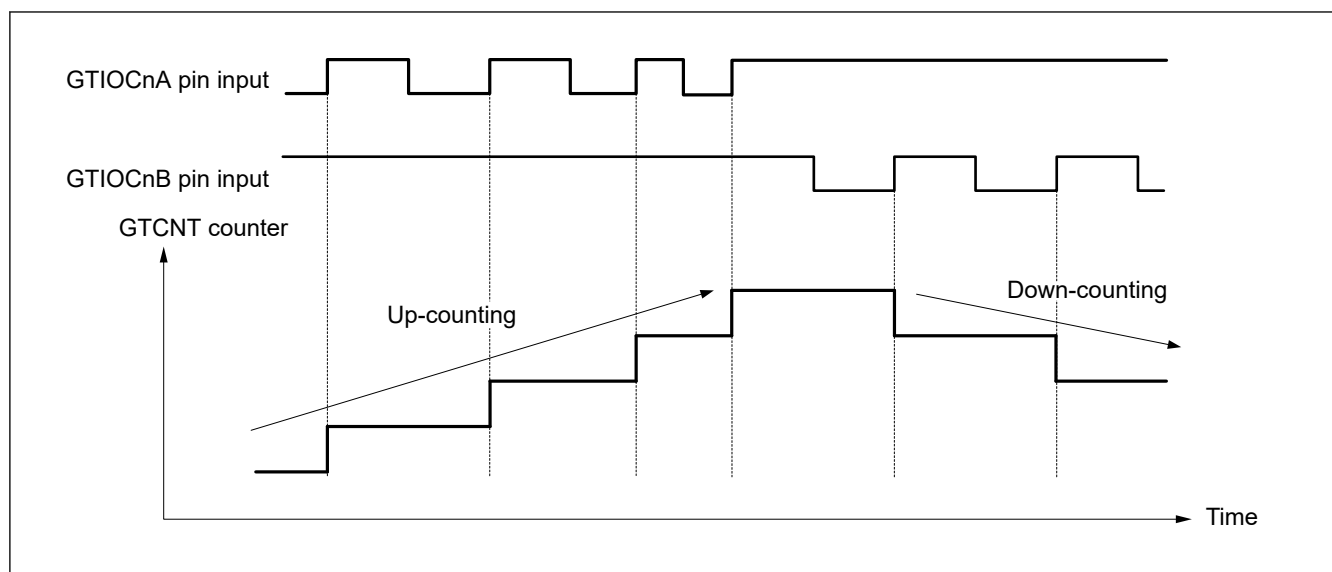 GTIOCnA pin input
GTIOCnB pin input
GTCNT counter
Up-counting
Down-counting
Time